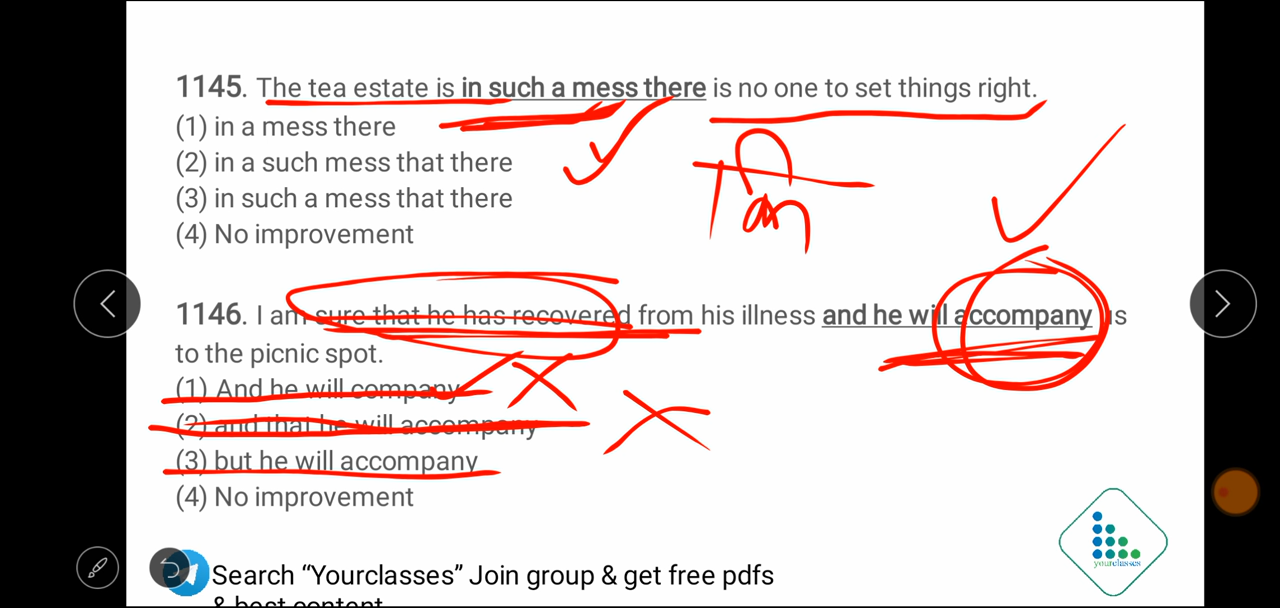 1145. The tea estate is in such a mess there is no one to set things right.
(1) in a mess there
(2) in a such mess that there
(3) in such a mess that there
(4) No improvement
1146. I am sure that he has recovered from his illness and he will accompany us
to the picnic spot.
(1) And he will company
(2) and that he will accompany
(3) but he will accompany
(4) No improvement
yourclasses
Search “Yourclasses” Join group & get free pdfs
& best content